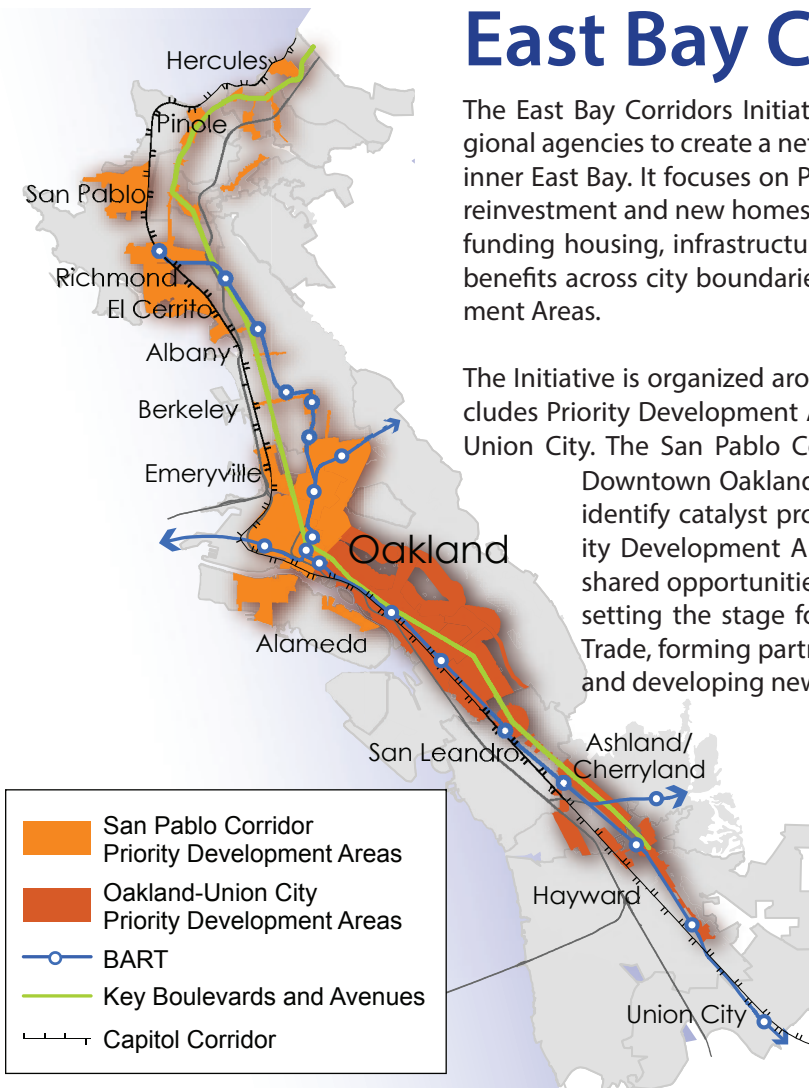 East Bay C
The East Bay Corridors Initiat
gional agencies to create a ne
inner East Bay. It focuses on P
reinvestment and new homes
funding housing, infrastructu
benefits across city boundarie
ment Areas.
The Initiative is organized aro
cludes Priority Development A
Union City. The San Pablo C
Downtown Oakland
identify catalyst pro
ity Development A
shared opportunitie
setting the stage fo
Trade, forming partn
and developing new
Hercules
Pinole
San Pablo
Richmond
El Cerrito
Albany
Berkeley
Emeryville
Oakland
Alameda
San Leandro
Ashland/
Cherryland
Hayward
Union City
San Pablo Corridor
Priority Development Areas
Oakland-Union City
Priority Development Areas
BART
Key Boulevards and Avenues
Capitol Corridor